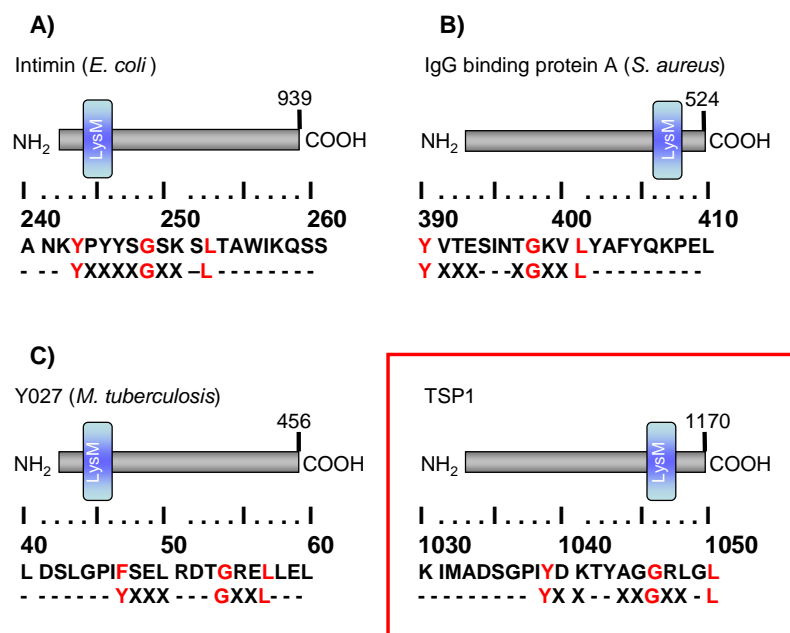 A)
Intimin (E. coli )
939
NH2
LysM
COOH
240 250 260
A NKYPYYSGSK SLTAWIKQSS
- - - YXXXXGXX –L - - - - - - - -
B)
IgG binding protein A (S. aureus)
524
NH2
LysM
COOH
390 400 410
Y VTESINTGKV LYAFYQKPEL
Y XXX - - - XGXX L - - - - - - - - -
C)
Y027 (M. tuberculosis)
456
NH2
LysM
COOH
40 50 60
L DSLGPIFSEL RDTGRELLEL
- - - - - - - YXXX - - - GXXL- - -
TSP1
1170
NH2
LysM
COOH
1030 1040 1050
K IMADSGPIYD KTYAGGRLGL
- - - - - - - - - YX X - - XXGXX - - L